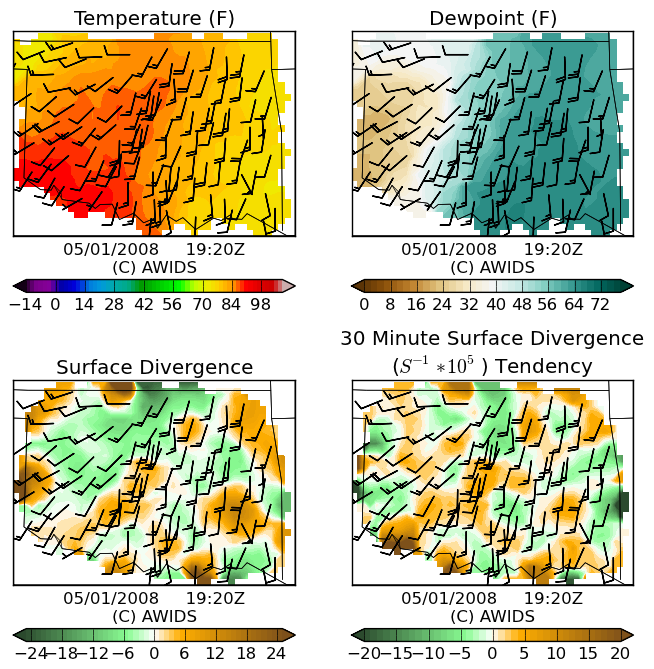 Temperature (F)
Dewpoint (F)
05/01/2008 19:20Z
(C) AWIDS
05/01/2008 19:20Z
(C) AWIDS
−14 0 14 28 42 56 70 84 98
0 8 16 24 32 40 48 56 64 72
Surface Divergence
30 Minute Surface Divergence
(S⁻¹ *10⁵ ) Tendency
05/01/2008 19:20Z
(C) AWIDS
05/01/2008 19:20Z
(C) AWIDS
−24 −18 −12 −6 0 6 12 18 24
−20 −15 −10 −5 0 5 10 15 20